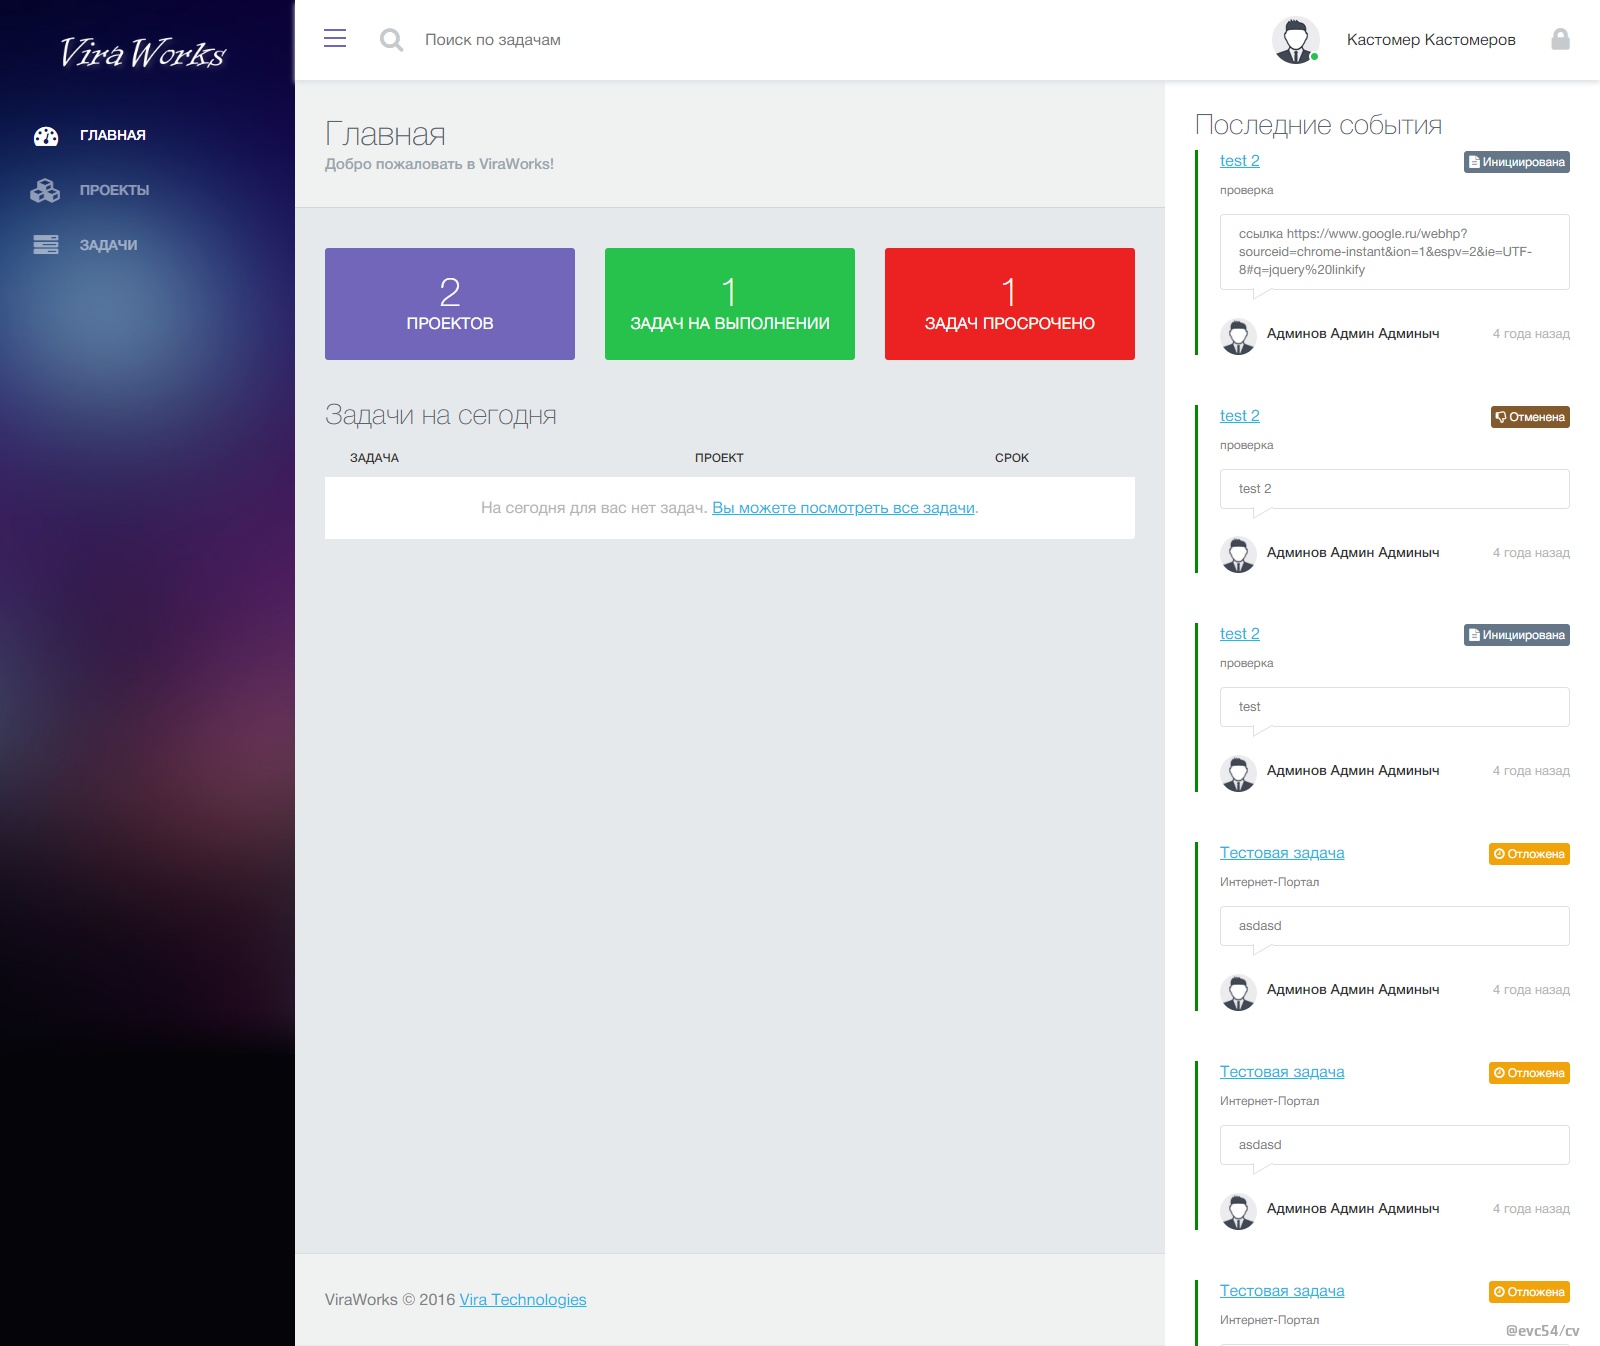 Vira Works
ГЛАВНАЯ
ПРОЕКТЫ
ЗАДАЧИ
Поиск по задачам
Кастомер Кастомеров
Главная
Добро пожаловать в ViraWorks!
2
ПРОЕКТОВ
1
ЗАДАЧ НА ВЫПОЛНЕНИИ
1
ЗАДАЧ ПРОСРОЧЕНО
Задачи на сегодня
ЗАДАЧА ПРОЕКТ СРОК
На сегодня для вас нет задач. Вы можете посмотреть все задачи.
ViraWorks © 2016 Vira Technologies
Последние события
test 2 Инициирована
проверка
ссылка https://www.google.ru/webhp?
sourceid=chrome-instant&ion=1&espv=2&ie=UTF-
8#q=jquery%20linkify
Админов Админ Админыч 4 года назад
test 2 Отменена
проверка
test 2
Админов Админ Админыч 4 года назад
test 2 Инициирована
проверка
test
Админов Админ Админыч 4 года назад
Тестовая задача Отложена
Интернет-Портал
asdasd
Админов Админ Админыч 4 года назад
Тестовая задача Отложена
Интернет-Портал
asdasd
Админов Админ Админыч 4 года назад
Тестовая задача Отложена
Интернет-Портал
@evc54/cv